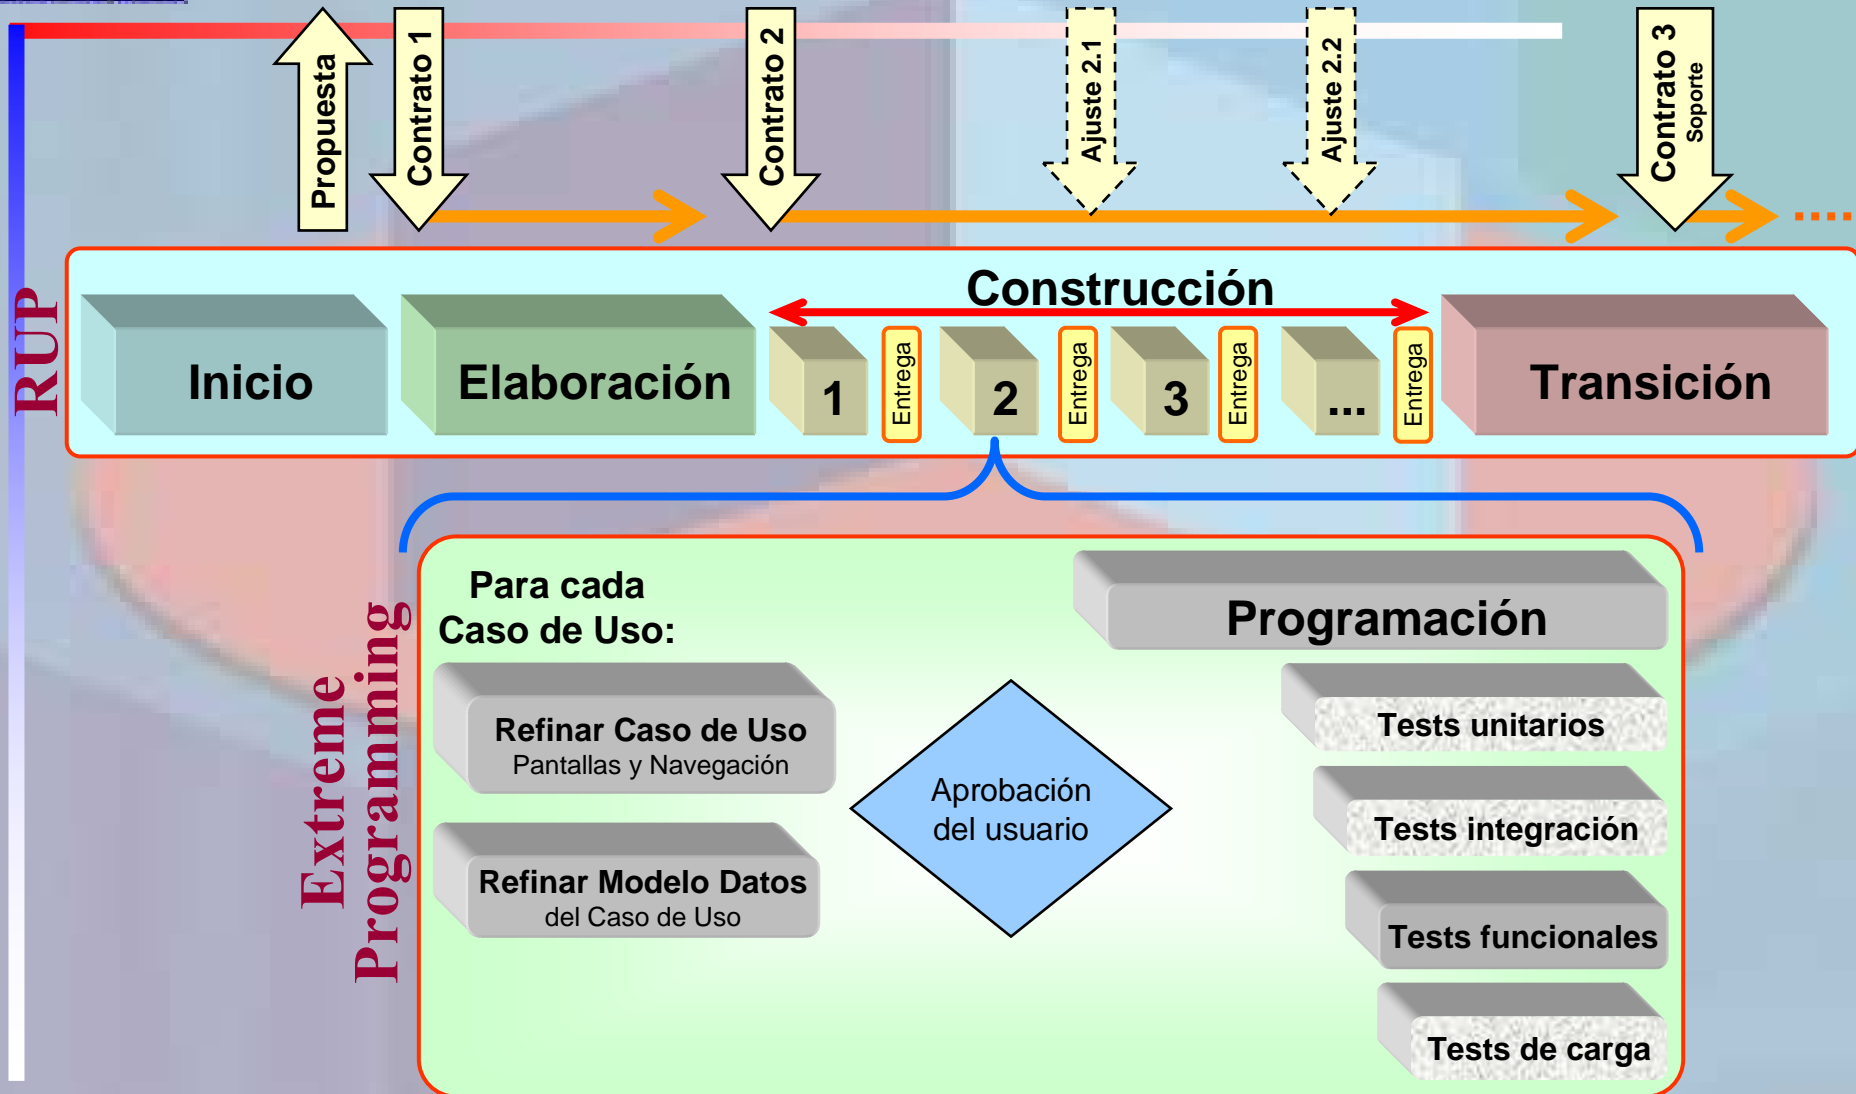 Propuesta
Contrato 1
Contrato 2
Ajuste 2.1
Ajuste 2.2
Contrato 3
Soporte
RUP
Construcción
Inicio
Elaboración
1
Entrega
2
Entrega
3
Entrega
...
Entrega
Transición
Extreme
Programming
Para cada
Caso de Uso:
Refinar Caso de Uso
Pantallas y Navegación
Refinar Modelo Datos
del Caso de Uso
Aprobación
del usuario
Programación
Tests unitarios
Tests integración
Tests funcionales
Tests de carga